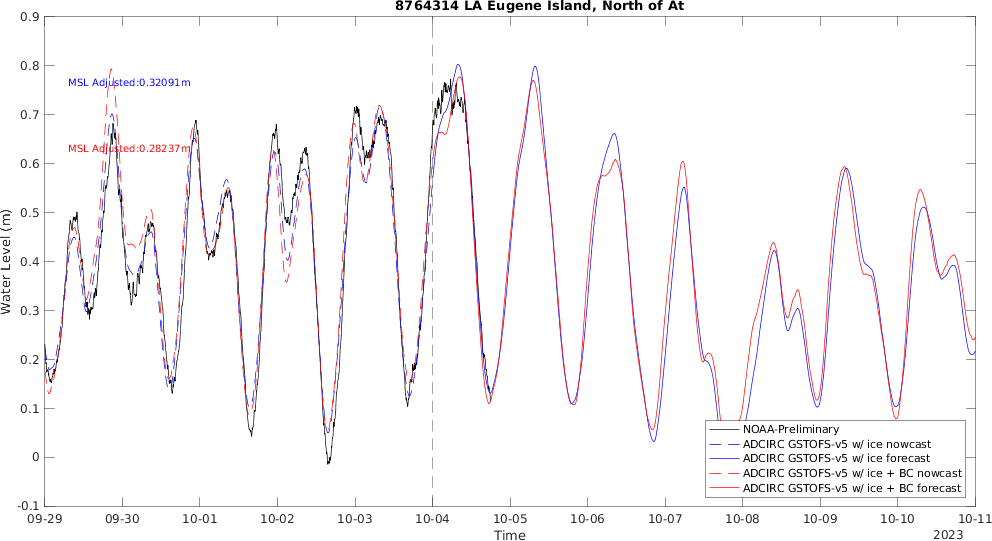 8764314 LA Eugene Island, North of At
0.9
0.8
0.7
0.6
0.5
0.4
0.3
0.2
0.1
0
-0.1
Water Level (m)
MSL Adjusted:0.32091m
MSL Adjusted:0.28237m
NOAA-Preliminary
ADCIRC GSTOFS-v5 w/ ice nowcast
ADCIRC GSTOFS-v5 w/ ice forecast
ADCIRC GSTOFS-v5 w/ ice + BC nowcast
ADCIRC GSTOFS-v5 w/ ice + BC forecast
09-29 09-30 10-01 10-02 10-03 10-04 10-05 10-06 10-07 10-08 10-09 10-10 10-11
Time
2023